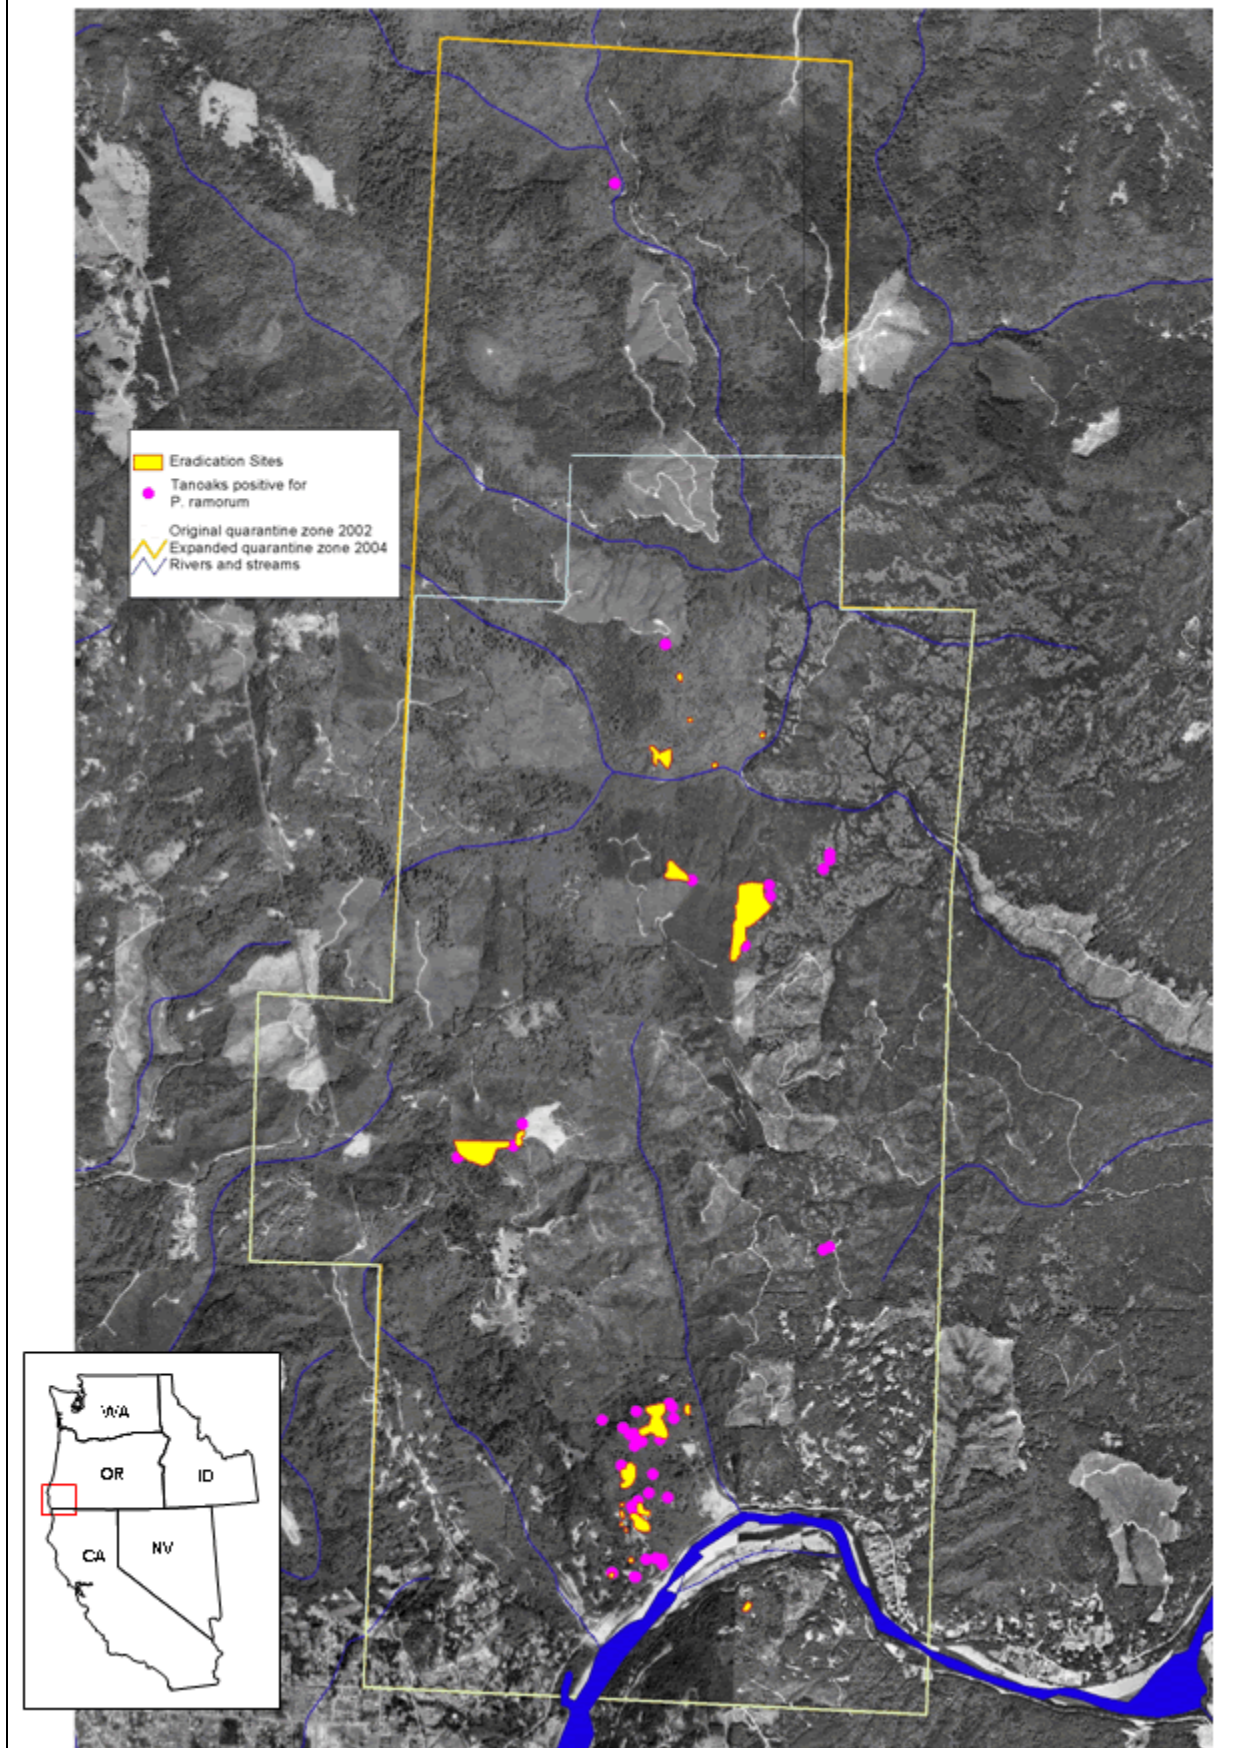 Eradication Sites
Tanoaks positive for
P. ramorum
Original quarantine zone 2002
Expanded quarantine zone 2004
Rivers and streams
WA
OR
ID
CA
NV